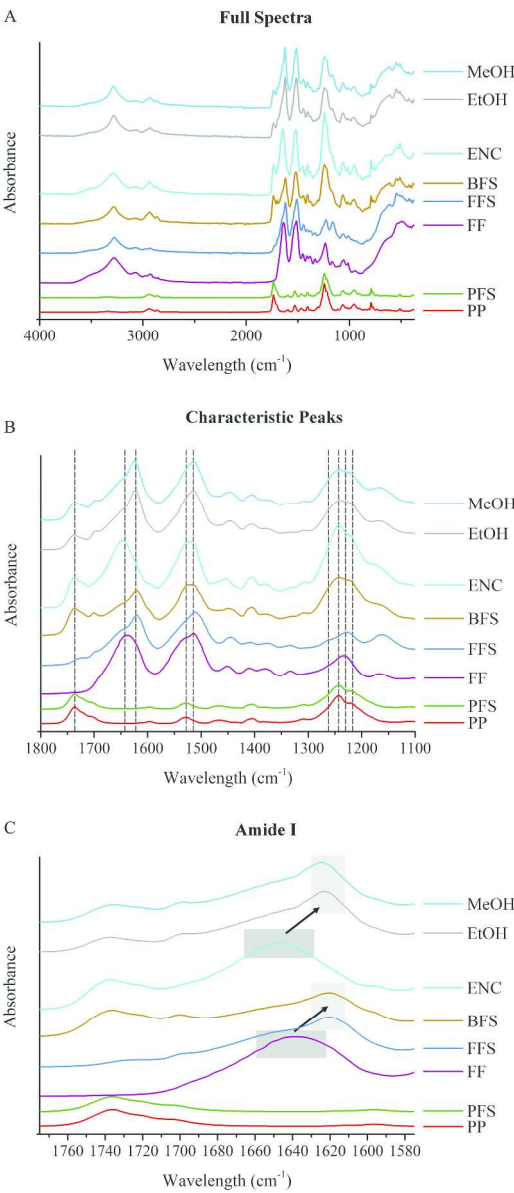 A
Full Spectra
Absorbance
MeOH
EtOH
ENC
BFS
FFS
FF
PFS
PP
4000 3000 2000 1000
Wavelength (cm-1)
Characteristic Peaks
B
Absorbance
MeOH
EtOH
ENC
BFS
FFS
FF
PFS
PP
1800 1700 1600 1500 1400 1300 1200 1100
Wavelength (cm-1)
C
Amide I
Absorbance
MeOH
EtOH
ENC
BFS
FFS
FF
PFS
PP
1760 1740 1720 1700 1680 1660 1640 1620 1600 1580
Wavelength (cm-1)